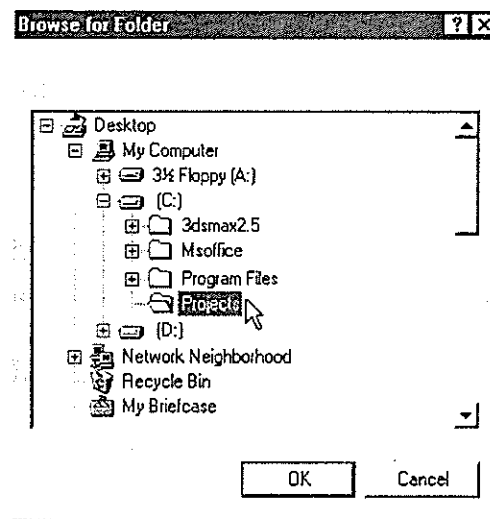 Browse for Folder ? X
Desktop
My Computer
3½ Floppy (A:)
(C:)
3dsmax2.5
Msoffice
Program Files
Projects
(D:)
Network Neighborhood
Recycle Bin
My Briefcase
OK Cancel